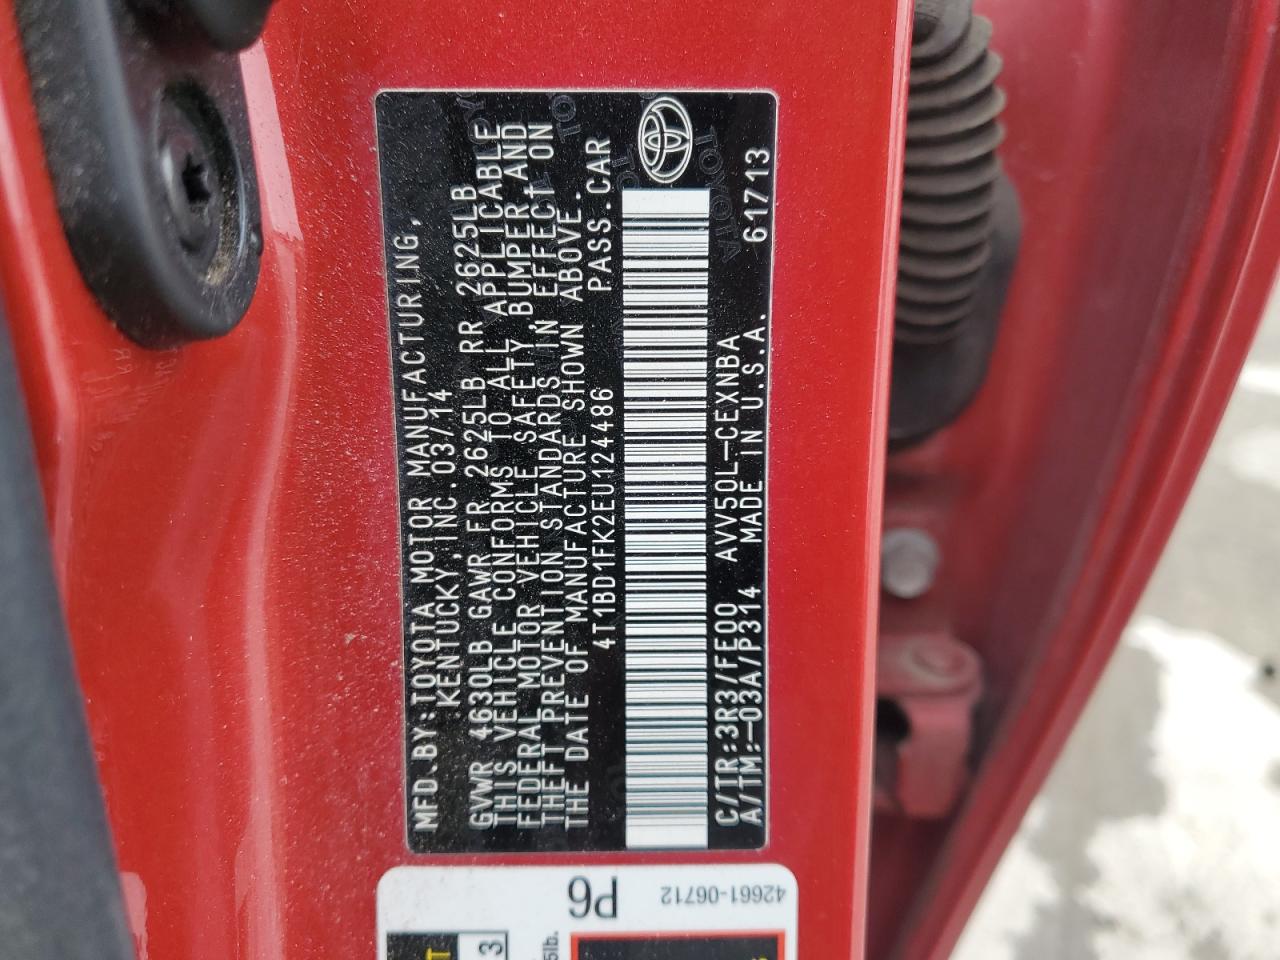 MFD.BY:TOYOTA MOTOR MANUFACTURING,
KENTUCKY, INC. 03/14
GVWR 4630LB GAWR FR 2625LB RR 2625LB
THIS VEHICLE CONFORMS TO ALL APPLICABLE
FEDERAL MOTOR VEHICLE SAFETY, BUMPER, AND
THEFT PREVENTION STANDARDS IN EFFECT ON
THE DATE OF MANUFACTURE SHOWN ABOVE.
4T1BD1FK2EU124486 PASS.CAR
C/TR:3R3/FE00 AVV50L-CEXNBA
A/TM:-03A/P314 MADE IN U.S.A. 61713
42661-06712
P6
3